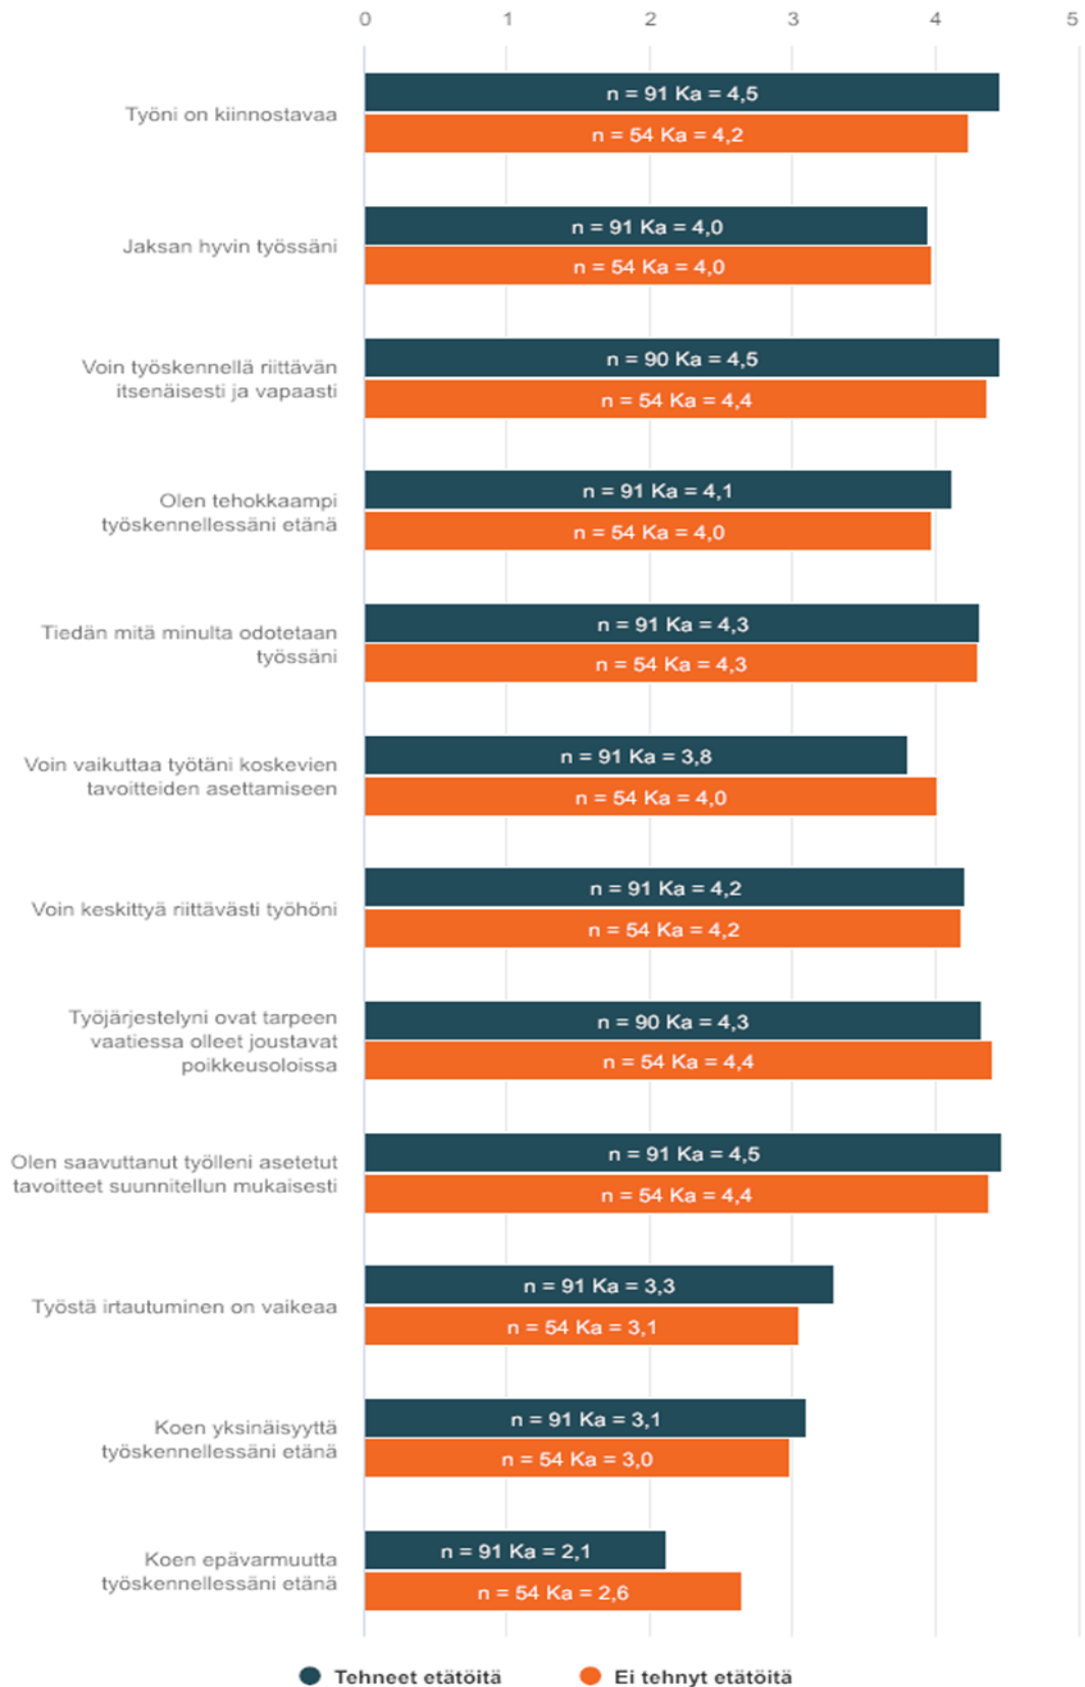 0 1 2 3 4 5
Työni on kiinnostavaa
n = 91 Ka = 4,5
n = 54 Ka = 4,2
Jaksan hyvin työssäni
n = 91 Ka = 4,0
n = 54 Ka = 4,0
Voin työskennellä riittävän
itsenäisesti ja vapaasti
n = 90 Ka = 4,5
n = 54 Ka = 4,4
Olen tehokkaampi
työskennellessäni etänä
n = 91 Ka = 4,1
n = 54 Ka = 4,0
Tiedän mitä minulta odotetaan
työssäni
n = 91 Ka = 4,3
n = 54 Ka = 4,3
Voin vaikuttaa työtäni koskevien
tavoitteiden asettamiseen
n = 91 Ka = 3,8
n = 54 Ka = 4,0
Voin keskittyä riittävästi työhöni
n = 91 Ka = 4,2
n = 54 Ka = 4,2
Työjärjestelyni ovat tarpeen
vaatiessa olleet joustavat
poikkeusoloissa
n = 90 Ka = 4,3
n = 54 Ka = 4,4
Olen saavuttanut työlleni asetetut
tavoitteet suunnitellun mukaisesti
n = 91 Ka = 4,5
n = 54 Ka = 4,4
Työstä irtautuminen on vaikeaa
n = 91 Ka = 3,3
n = 54 Ka = 3,1
Koen yksinäisyyttä
työskennellessäni etänä
n = 91 Ka = 3,1
n = 54 Ka = 3,0
Koen epävarmuutta
työskennellessäni etänä
n = 91 Ka = 2,1
n = 54 Ka = 2,6
Tehneet etätöitä Ei tehnyt etätöitä